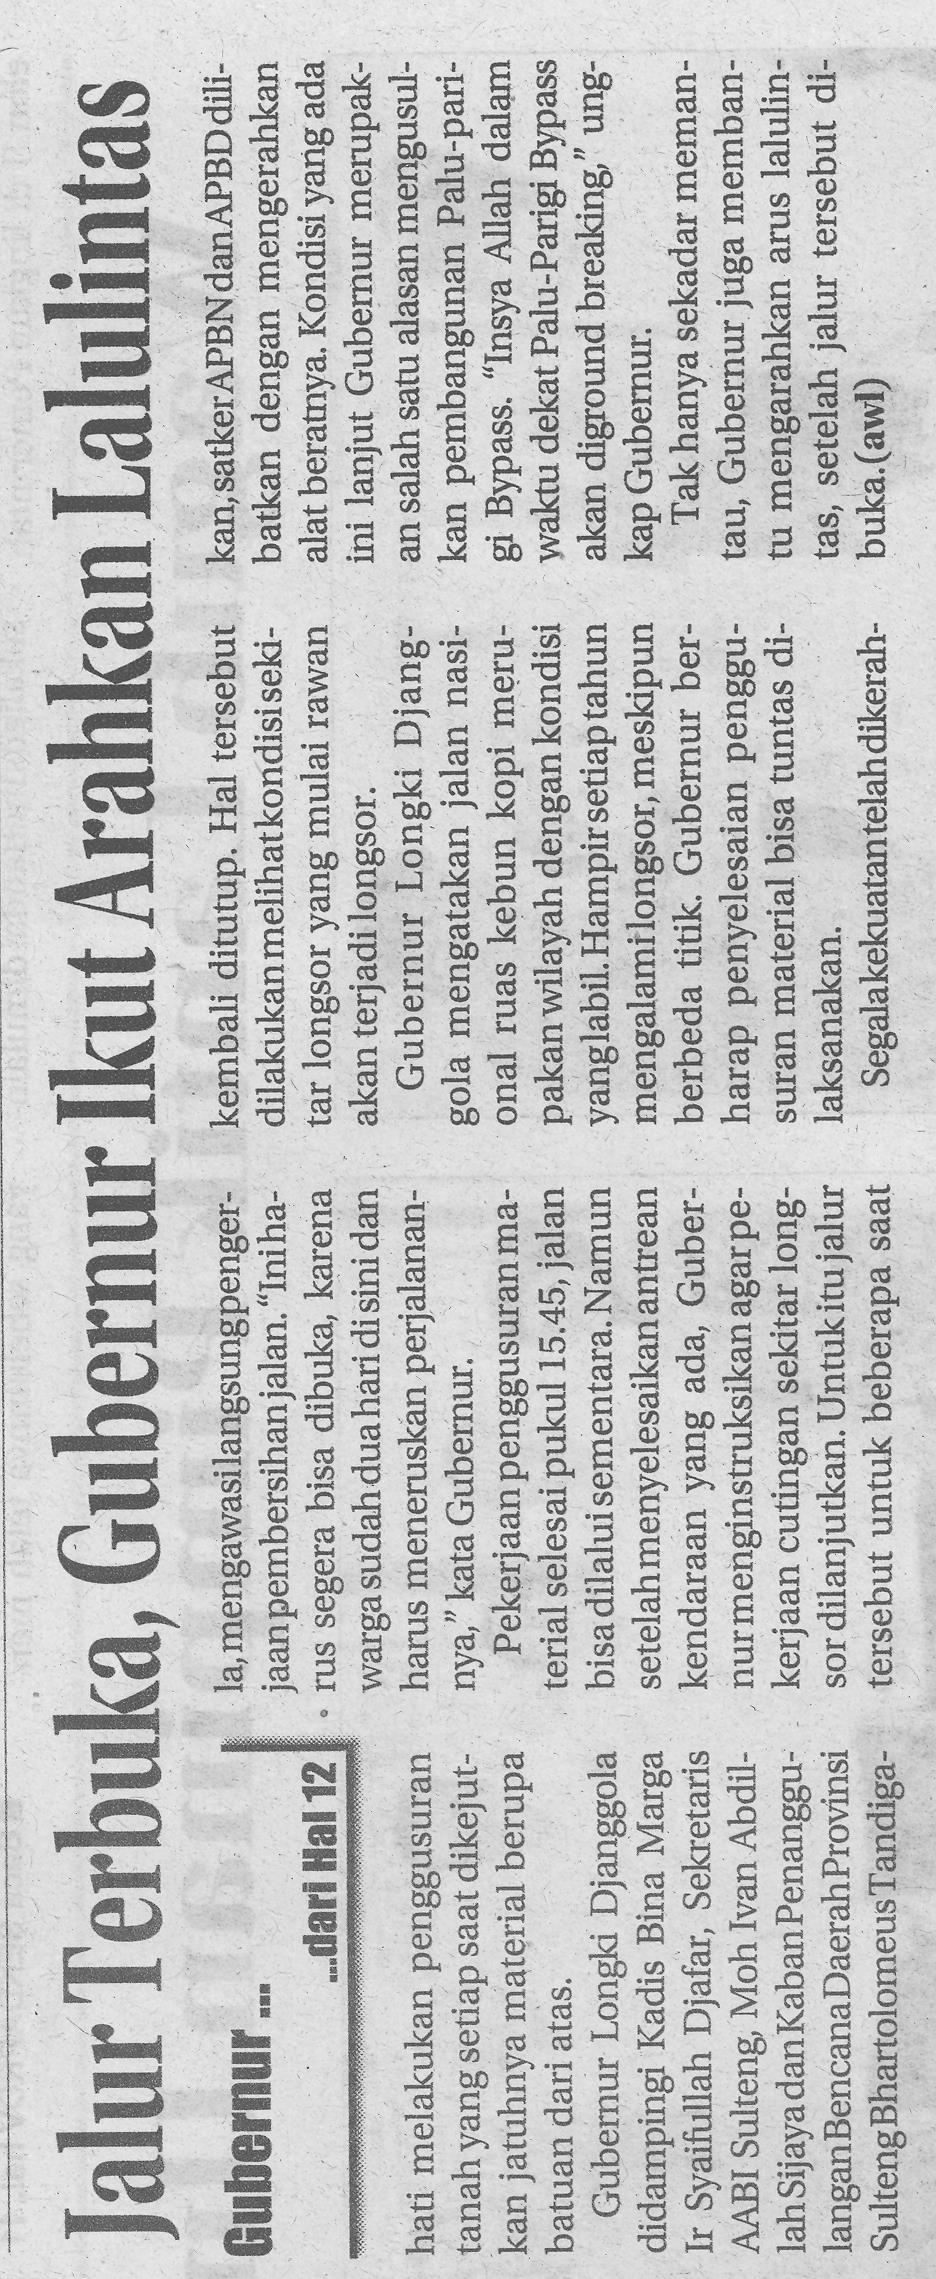 Jalur Terbuka, Gubernur Ikut Arahkan Lalulintas
Gubernur ...
...dari Hal 12
hati melakukan penggusuran
tanah yang setiap saat dikejut-
kan jatuhnya material berupa
batuan dari atas.
Gubernur Longki Djanggola
didampingi Kadis Bina Marga
Ir Syaifullah Djafar, Sekretaris
AABI Sulteng, Moh Ivan Abdil-
lah Sijaya dan Kaban Penanggu-
langan Bencana Daerah Provinsi
Sulteng Bhartolomeus Tandiga-
la, mengawasi langsung penger-
jaan pembersihan jalan. “Ini ha-
rus segera bisa dibuka, karena
warga sudah dua hari di sini dan
harus meneruskan perjalanan-
nya,” kata Gubernur.
Pekerjaan penggusuran ma-
terial selesai pukul 15.45, jalan
bisa dilalui sementara. Namun
setelah menyelesaikan antrean
kendaraan yang ada, Guber-
nur menginstruksikan agar pe-
kerjaan cutingan sekitar long-
sor dilanjutkan. Untuk itu jalur
tersebut untuk beberapa saat
kembali ditutup. Hal tersebut
dilakukan melihat kondisi seki-
tar longsor yang mulai rawan
akan terjadi longsor.
Gubernur Longki Djang-
gola mengatakan jalan nasi-
onal ruas kebun kopi meru-
pakan wilayah dengan kondisi
yang labil. Hampir setiap tahun
mengalami longsor, meskipun
berbeda titik. Gubernur ber-
harap penyelesaian penggu-
suran material bisa tuntas di-
laksanakan.
Segala kekuatan telah dikerah-
kan, satker APBN dan APBD dili-
batkan dengan mengerahkan
alat beratnya. Kondisi yang ada
ini lanjut Gubernur merupak-
an salah satu alasan mengusul-
kan pembangunan Palu-pari-
gi Bypass. “Insya Allah dalam
waktu dekat Palu-Parigi Bypass
akan diground breaking,” ung-
kap Gubernur.
Tak hanya sekadar meman-
tau, Gubernur juga memban-
tu mengarahkan arus lalulin-
tas, setelah jalur tersebut di-
buka. (awl)